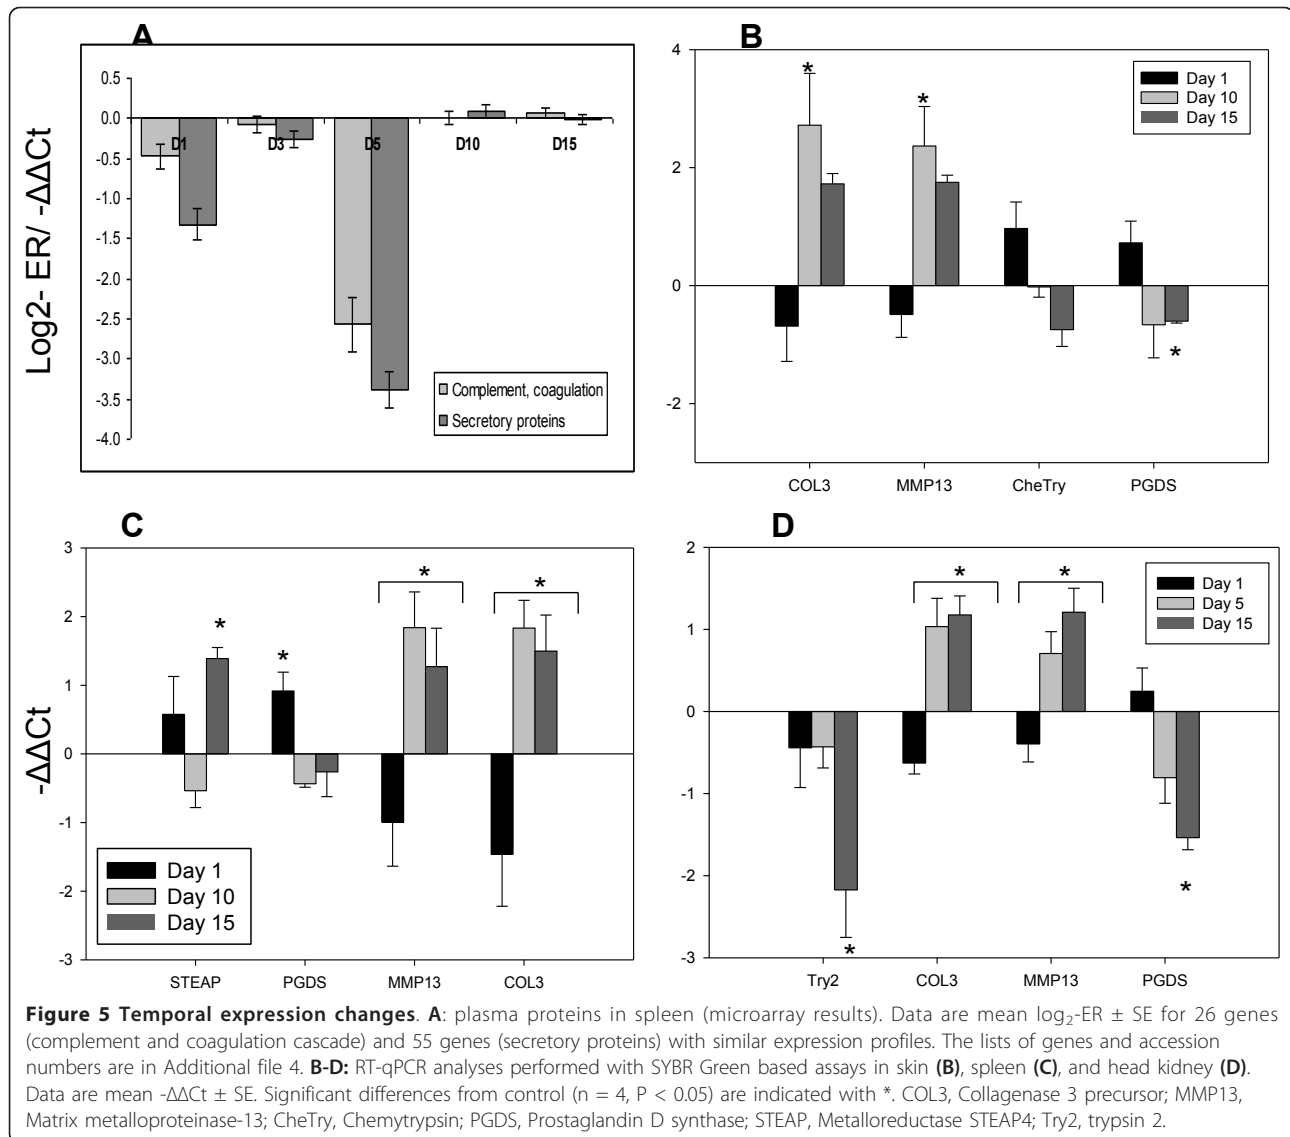 A
Log2- ER/ -ΔΔCt
0.5
0.0
-0.5
-1.0
-1.5
-2.0
-2.5
-3.0
-3.5
-4.0
D1 D3 D5 D10 D15
Complement, coagulation
Secretory proteins
B
4
2
0
-2
* * *
Day 1
Day 10
Day 15
COL3 MMP13 CheTry PGDS
C
-ΔΔCt
3
2
1
0
-1
-2
-3
* * * *
Day 1
Day 10
Day 15
STEAP PGDS MMP13 COL3
D
2
1
0
-1
-2
-3
* * * *
Day 1
Day 5
Day 15
Try2 COL3 MMP13 PGDS
Figure 5 Temporal expression changes. A: plasma proteins in spleen (microarray results). Data are mean log2-ER ± SE for 26 genes
(complement and coagulation cascade) and 55 genes (secretory proteins) with similar expression profiles. The lists of genes and accession
numbers are in Additional file 4. B-D: RT-qPCR analyses performed with SYBR Green based assays in skin (B), spleen (C), and head kidney (D).
Data are mean -ΔΔCt ± SE. Significant differences from control (n = 4, P < 0.05) are indicated with *. COL3, Collagenase 3 precursor; MMP13,
Matrix metalloproteinase-13; CheTry, Chemytrypsin; PGDS, Prostaglandin D synthase; STEAP, Metalloreductase STEAP4; Try2, trypsin 2.